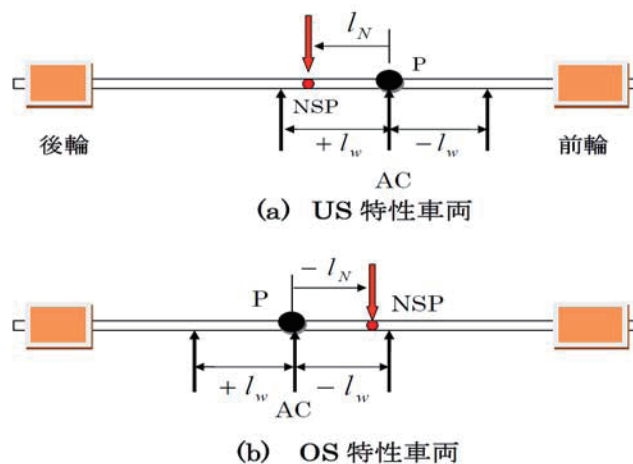 l_N
P
NSP
後輪
前輪
+ l_w
− l_w
AC
(a) US 特性車両
− l_N
P
NSP
+ l_w
− l_w
AC
(b) OS 特性車両